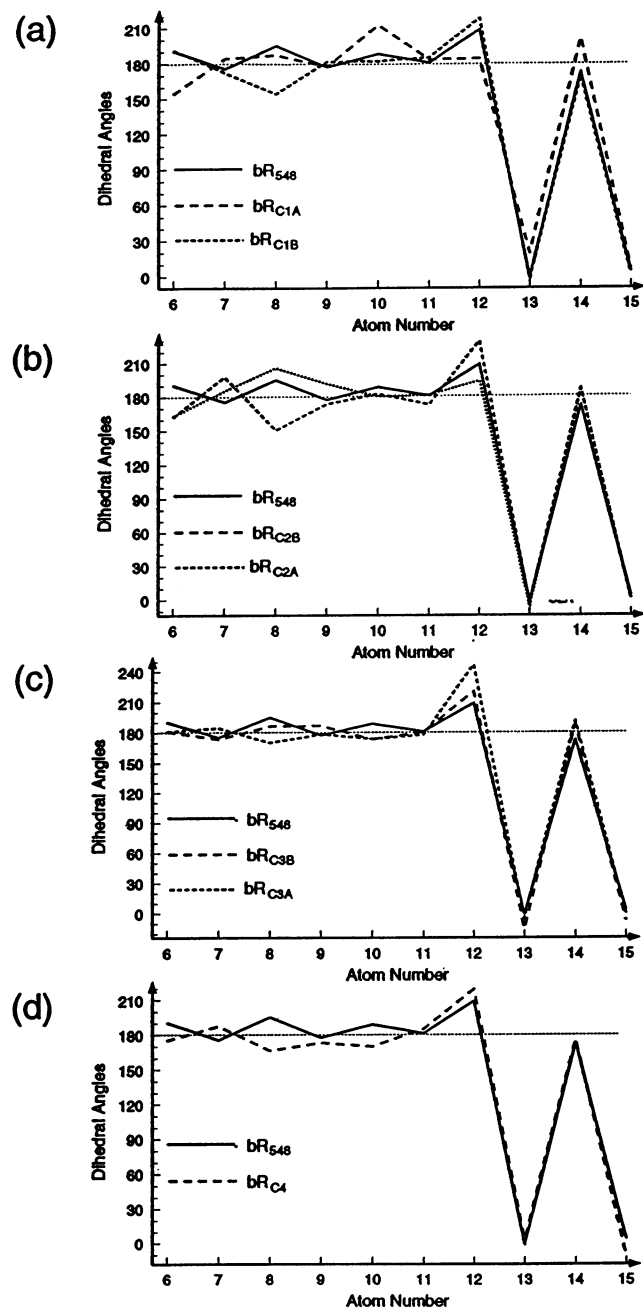 (a)
Dihedral Angles
210
180
150
120
90
60
30
0
bR548
bRC1A
bRC1B
6 7 8 9 10 11 12 13 14 15
Atom Number
(b)
Dihedral Angles
210
180
150
120
90
60
30
0
bR548
bRC2B
bRC2A
6 7 8 9 10 11 12 13 14 15
Atom Number
(c)
Dihedral Angles
240
210
180
150
120
90
60
30
0
bR548
bRC3B
bRC3A
6 7 8 9 10 11 12 13 14 15
Atom Number
(d)
Dihedral Angles
210
180
150
120
90
60
30
0
bR548
bRC4
6 7 8 9 10 11 12 13 14 15
Atom Number